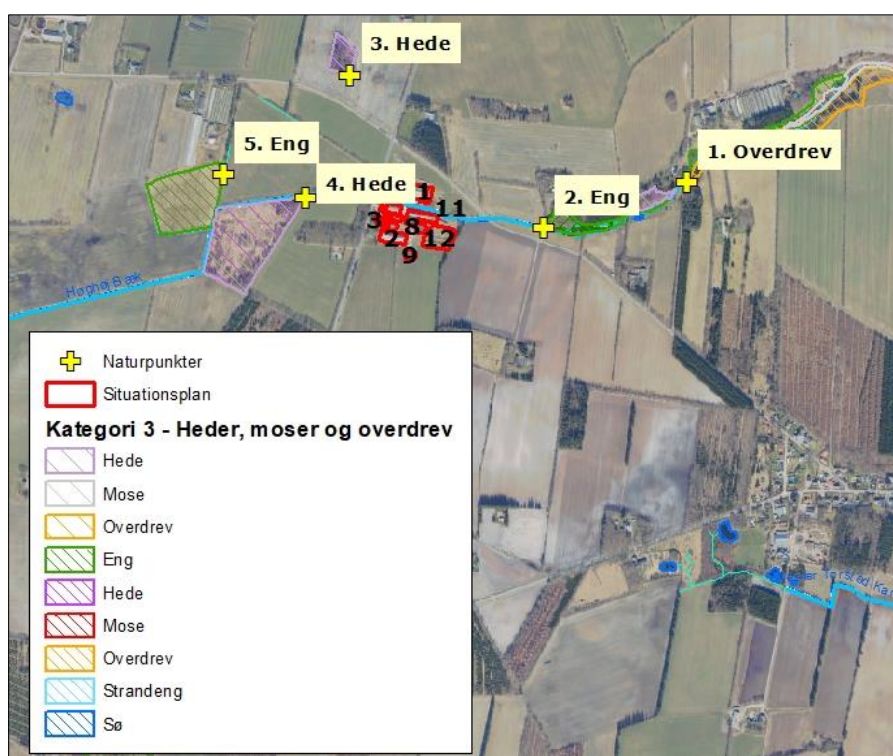 3. Hede
1. Overdrev
5. Eng
4. Hede
2. Eng
1
11
3
8
2
12
9
Høghøj Bæk
Naturpunkter
Situationsplan
Kategori 3 - Heder, moser og overdrev
Hede
Mose
Overdrev
Eng
Hede
Mose
Overdrev
Strandeng
Sø